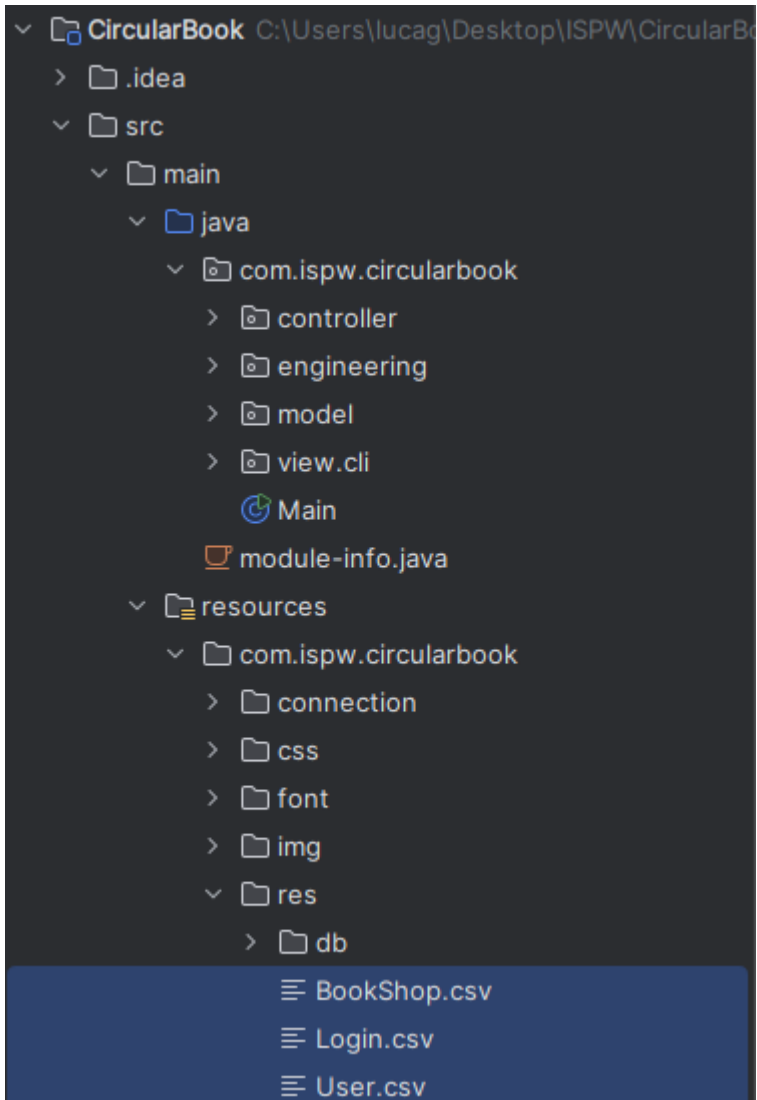 CircularBook C:\Users\lucag\Desktop\ISPW\CircularBo
.idea
src
main
java
com.ispw.circularbook
controller
engineering
model
view.cli
Main
module-info.java
resources
com.ispw.circularbook
connection
css
font
img
res
db
BookShop.csv
Login.csv
User.csv